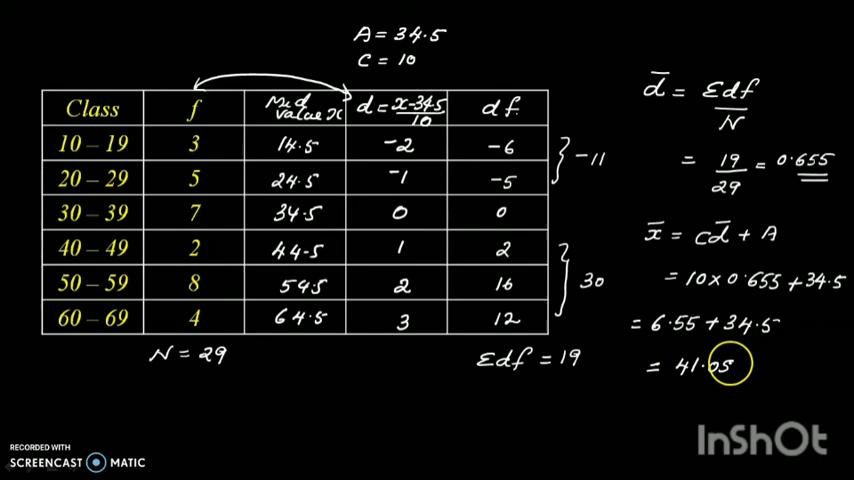 A = 34.5
C = 10
Class f Mid value x d = x-34.5/10 df
10 – 19 3 14.5 -2 -6
20 – 29 5 24.5 -1 -5
30 – 39 7 34.5 0 0
40 – 49 2 44.5 1 2
50 – 59 8 545 2 16
60 – 69 4 64.5 3 12
N = 29 Σdf = 19
} -11
} 30
d̄ = Σdf/N
= 19/29 = 0.655
x̄ = Cd̄ + A
= 10 × 0.655 + 34.5
= 6.55 + 34.5
= 41.05
RECORDED WITH
SCREENCAST MATIC
InShOt